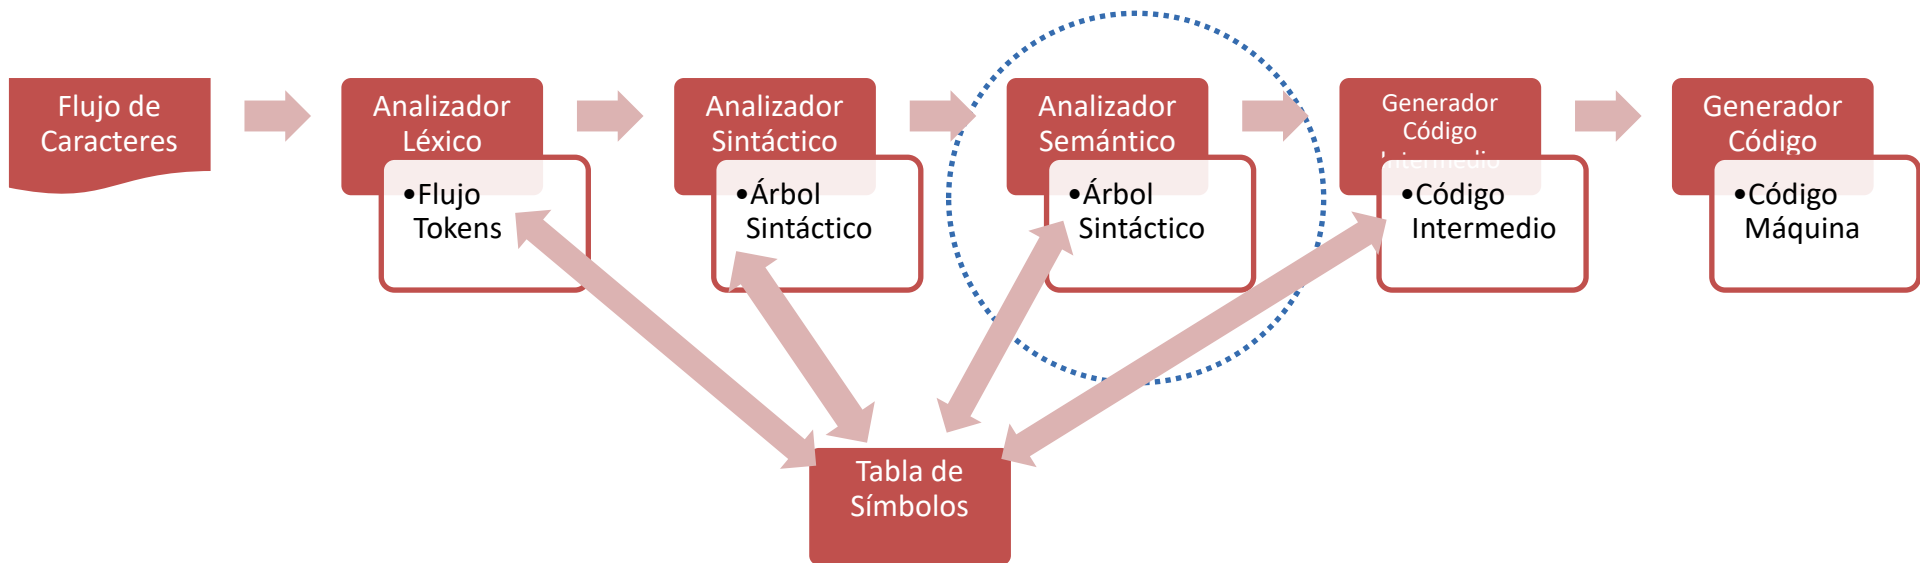 Flujo de
Caracteres
Analizador
Léxico
•Flujo
Tokens
Analizador
Sintáctico
•Árbol
Sintáctico
Analizador
Semántico
•Árbol
Sintáctico
Generador
Código
Intermedio
•Código
Intermedio
Generador
Código
•Código
Máquina
Tabla de
Símbolos